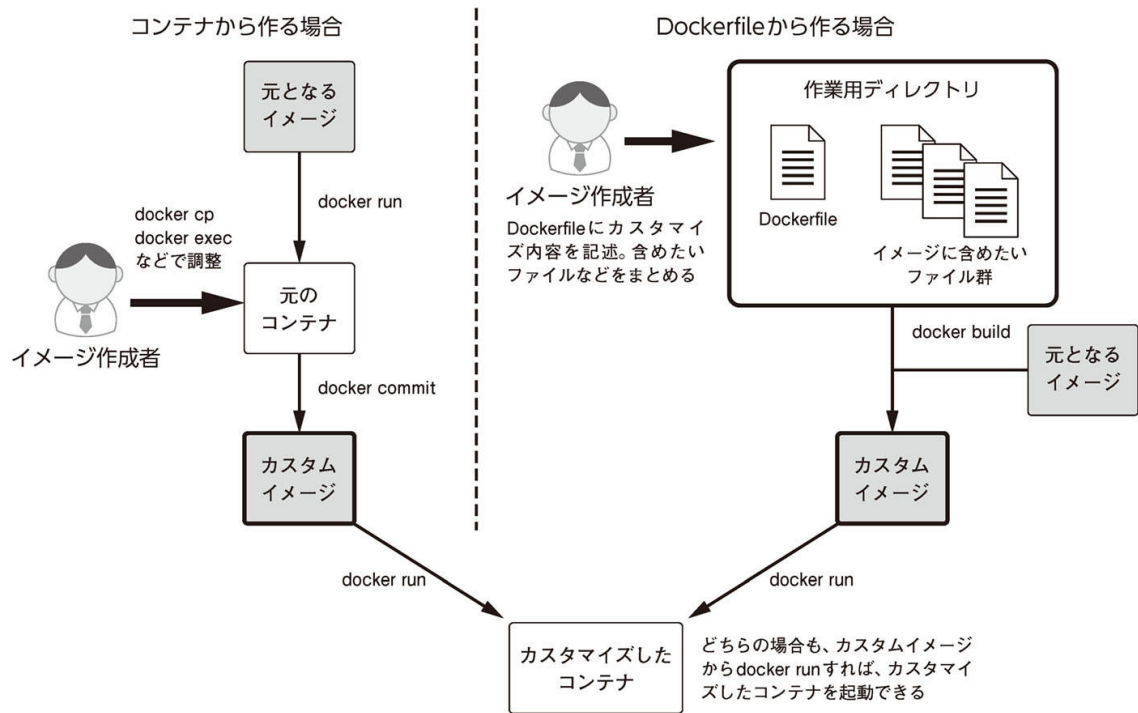 コンテナから作る場合
元となる
イメージ
docker run
docker cp
docker exec
などで調整
イメージ作成者
元の
コンテナ
docker commit
カスタム
イメージ
docker run
Dockerfileから作る場合
イメージ作成者
Dockerfileにカスタマイ
ズ内容を記述。含めたい
ファイルなどをまとめる
作業用ディレクトリ
Dockerfile
イメージに含めたい
ファイル群
docker build
元となる
イメージ
カスタム
イメージ
docker run
カスタマイズした
コンテナ
どちらの場合も、カスタムイメージ
からdocker runすれば、カスタマイ
ズしたコンテナを起動できる